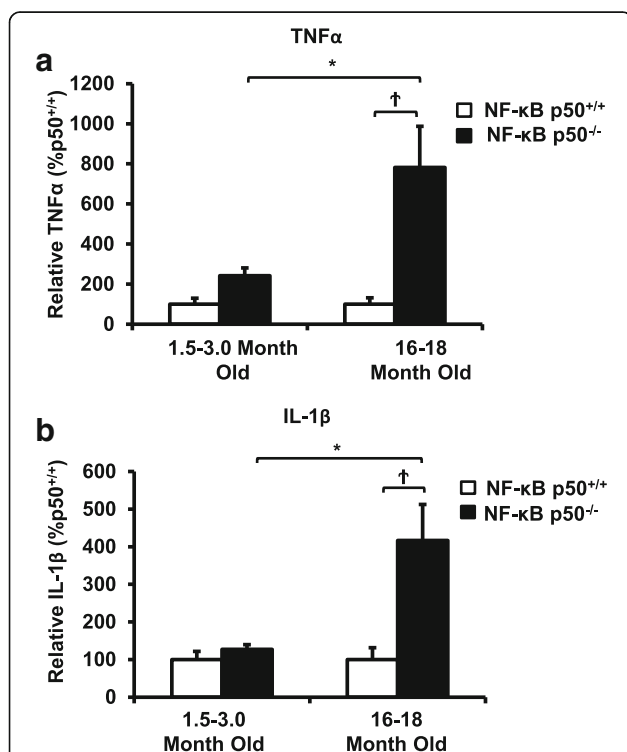 TNFα
a
*
†
NF-κB p50+/+
NF-κB p50-/-
Relative TNFα (%p50+/+)
1200
1000
800
600
400
200
0
1.5-3.0 Month
Old
16-18
Month Old
IL-1β
b
*
†
NF-κB p50+/+
NF-κB p50-/-
Relative IL-1β (%p50+/+)
600
500
400
300
200
100
0
1.5-3.0
Month Old
16-18
Month Old